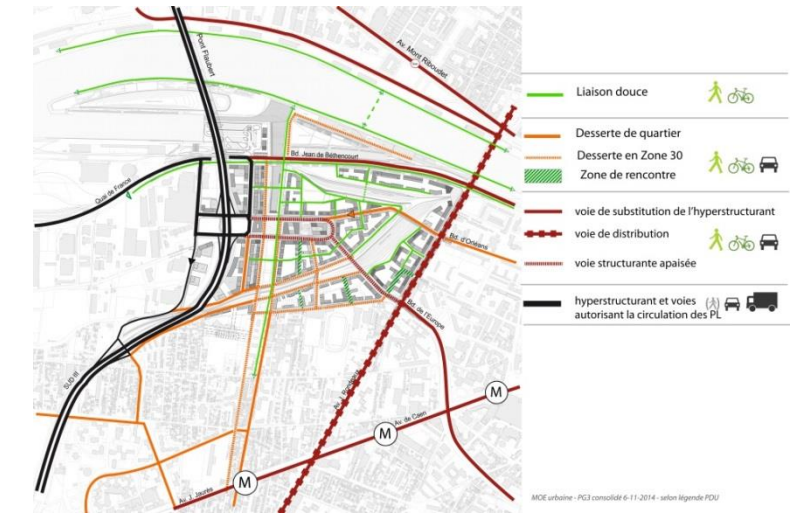 Pont Flaubert
Av. Mont Riboudet
Bd. Jean de Béthencourt
Quai de France
Bd. d'Orléans
Bd. de l'Europe
SUD III
Av. de Caen
Av. J. Jaurès
M
M
M
Liaison douce
Desserte de quartier
Desserte en Zone 30
Zone de rencontre
voie de substitution de l'hyperstructurant
voie de distribution
voie structurante apaisée
hyperstructurant et voies
autorisant la circulation des PL
MOE urbaine - PG3 consolidé 6-11-2014 - selon légende PDU